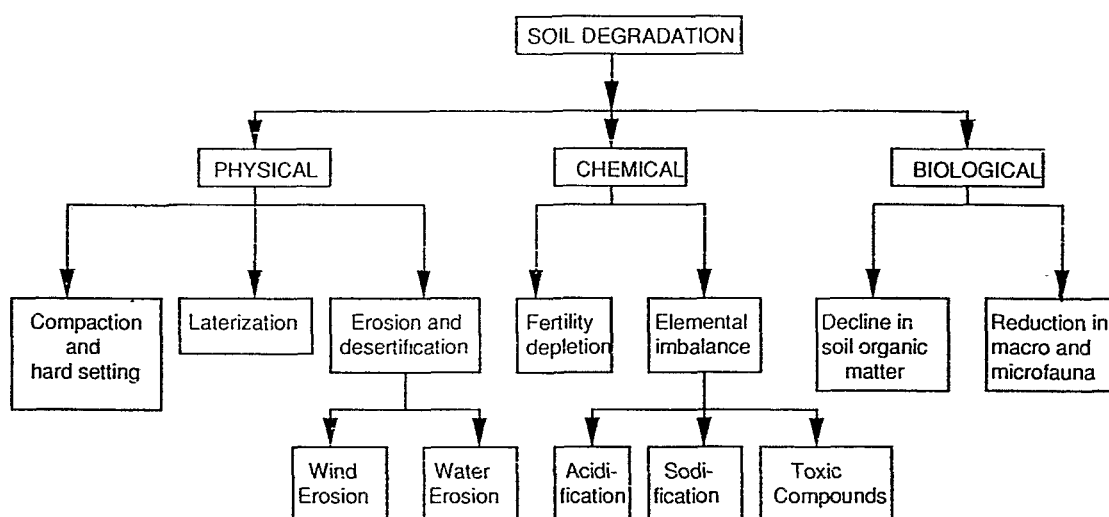 SOIL DEGRADATION
PHYSICAL
CHEMICAL
BIOLOGICAL
Compaction
and
hard setting
Laterization
Erosion and
desertification
Fertility
depletion
Elemental
imbalance
Decline in
soil organic
matter
Reduction in
macro and
microfauna
Wind
Erosion
Water
Erosion
Acidi-
fication
Sodi-
fication
Toxic
Compounds